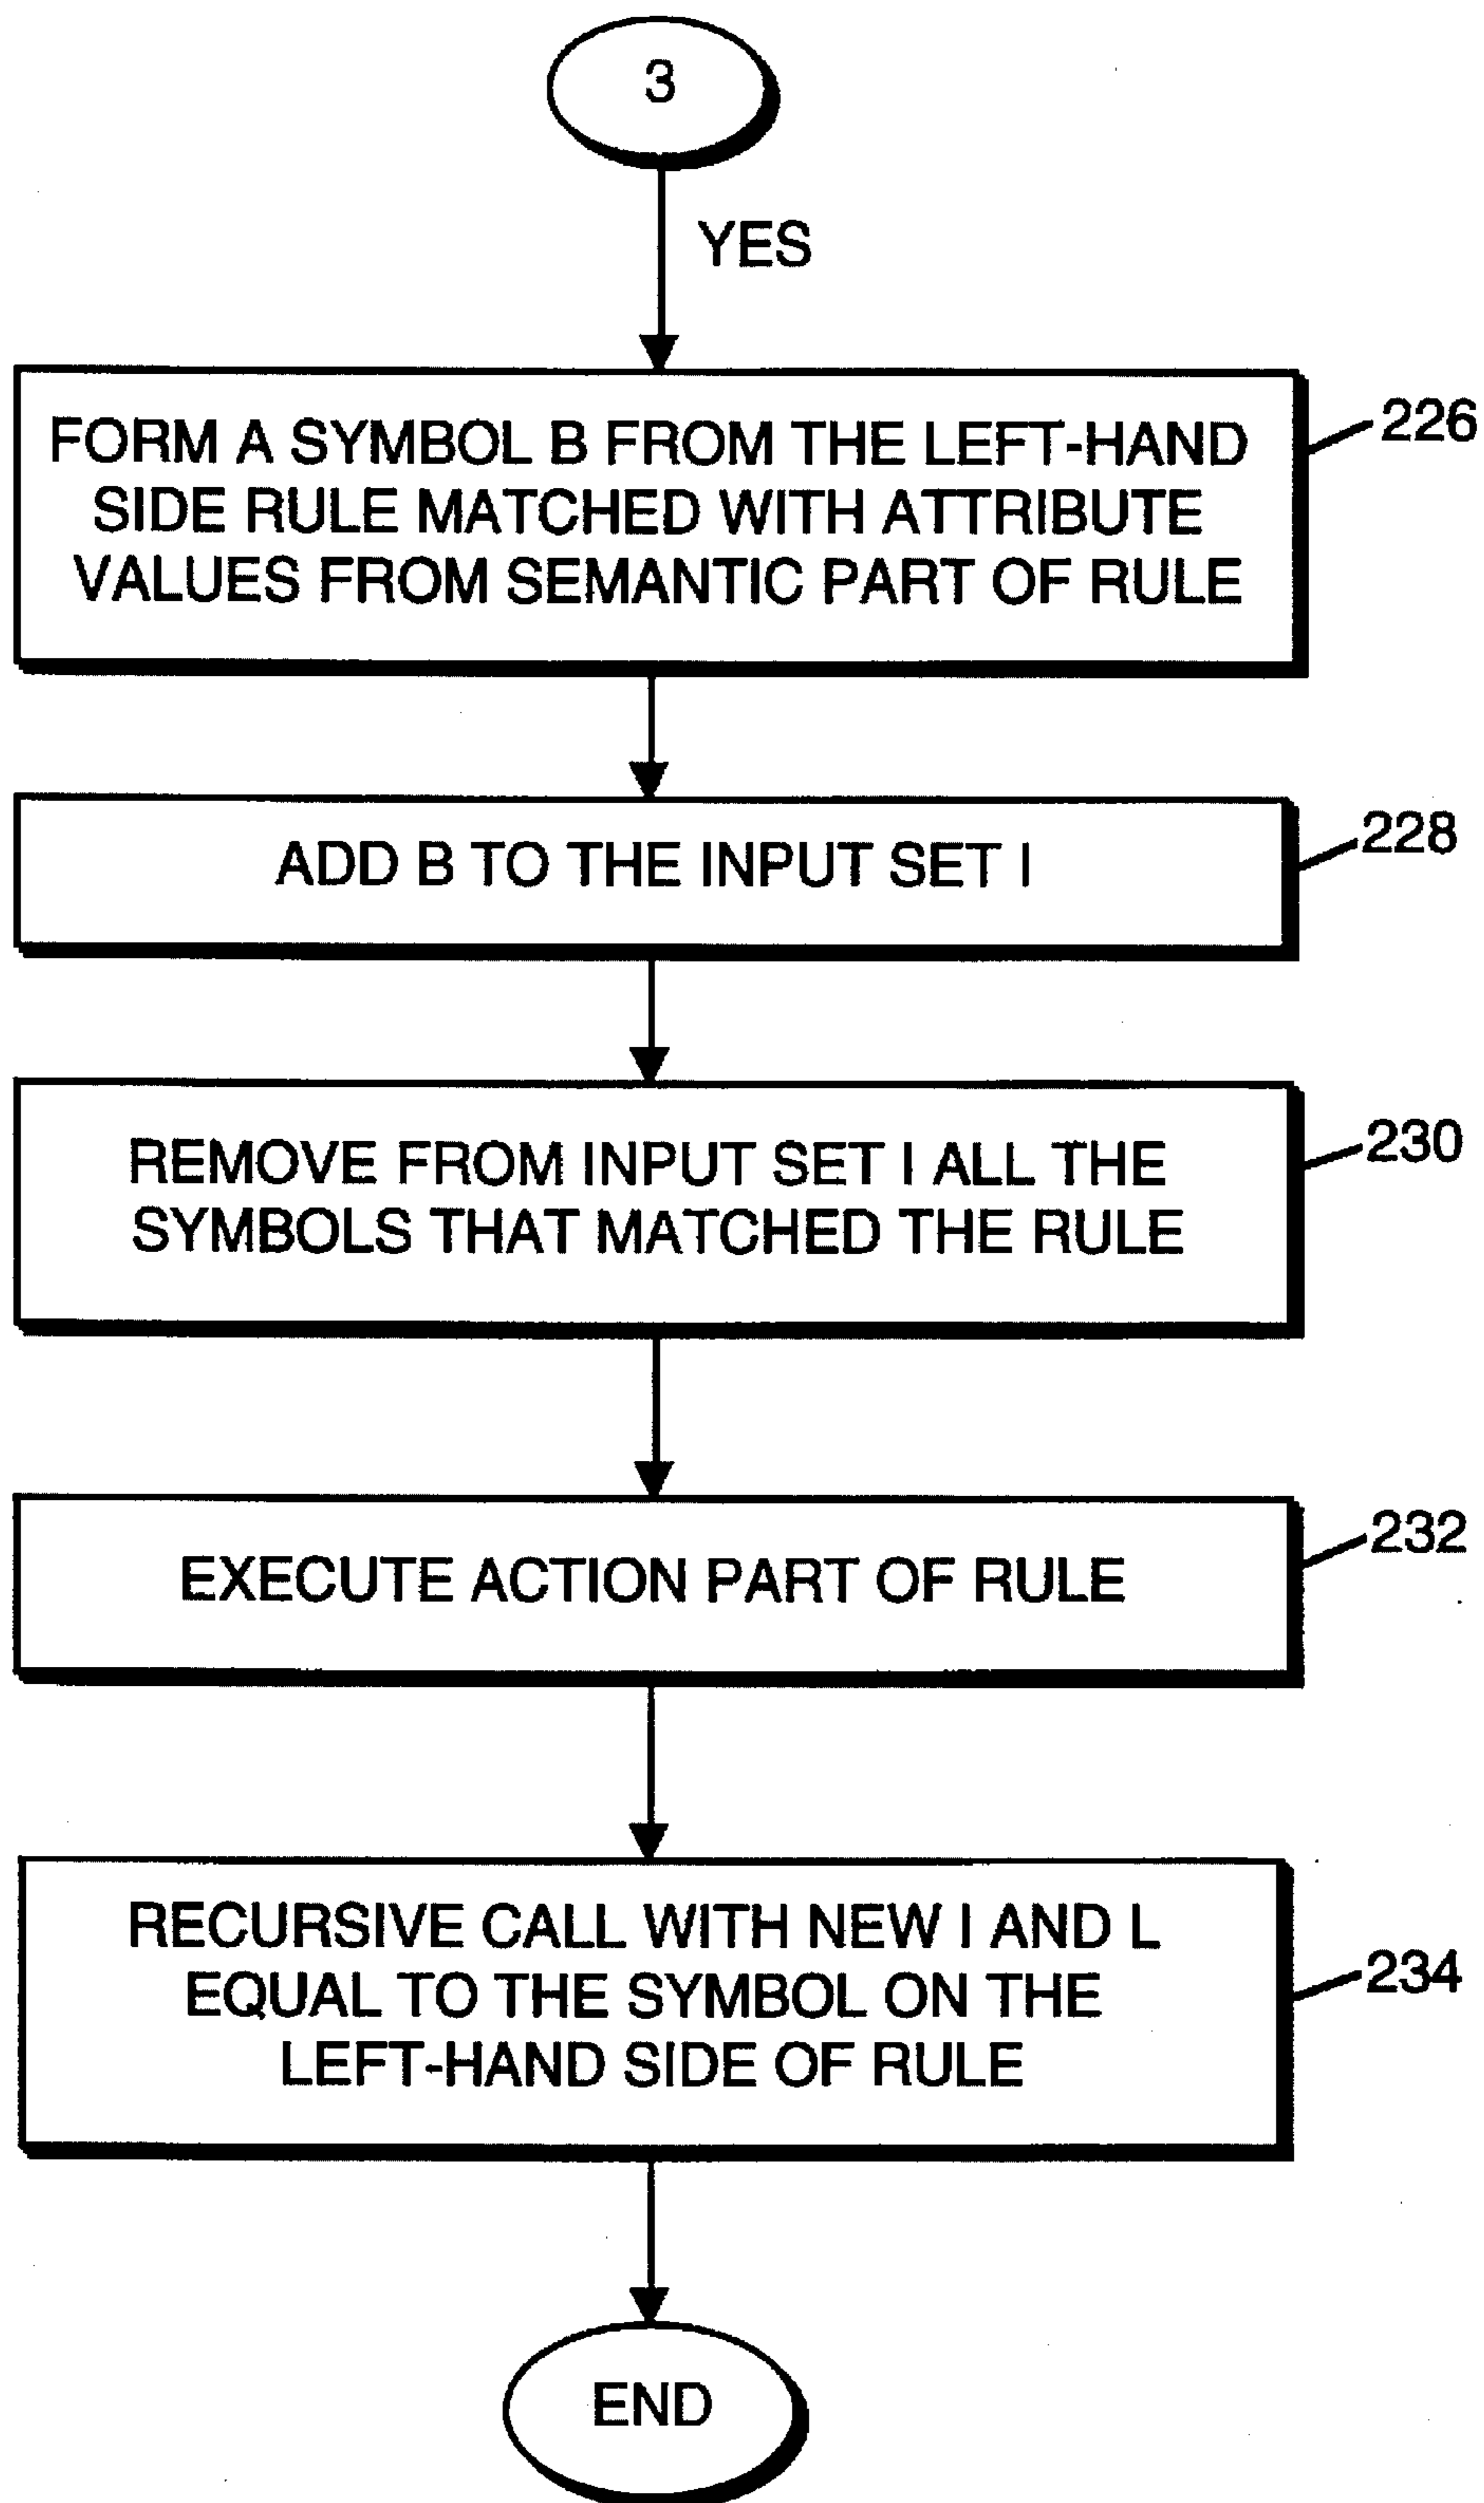 3
YES
FORM A SYMBOL B FROM THE LEFT-HAND
SIDE RULE MATCHED WITH ATTRIBUTE
VALUES FROM SEMANTIC PART OF RULE
226
ADD B TO THE INPUT SET I
228
REMOVE FROM INPUT SET I ALL THE
SYMBOLS THAT MATCHED THE RULE
230
EXECUTE ACTION PART OF RULE
232
RECURSIVE CALL WITH NEW I AND L
EQUAL TO THE SYMBOL ON THE
LEFT-HAND SIDE OF RULE
234
END